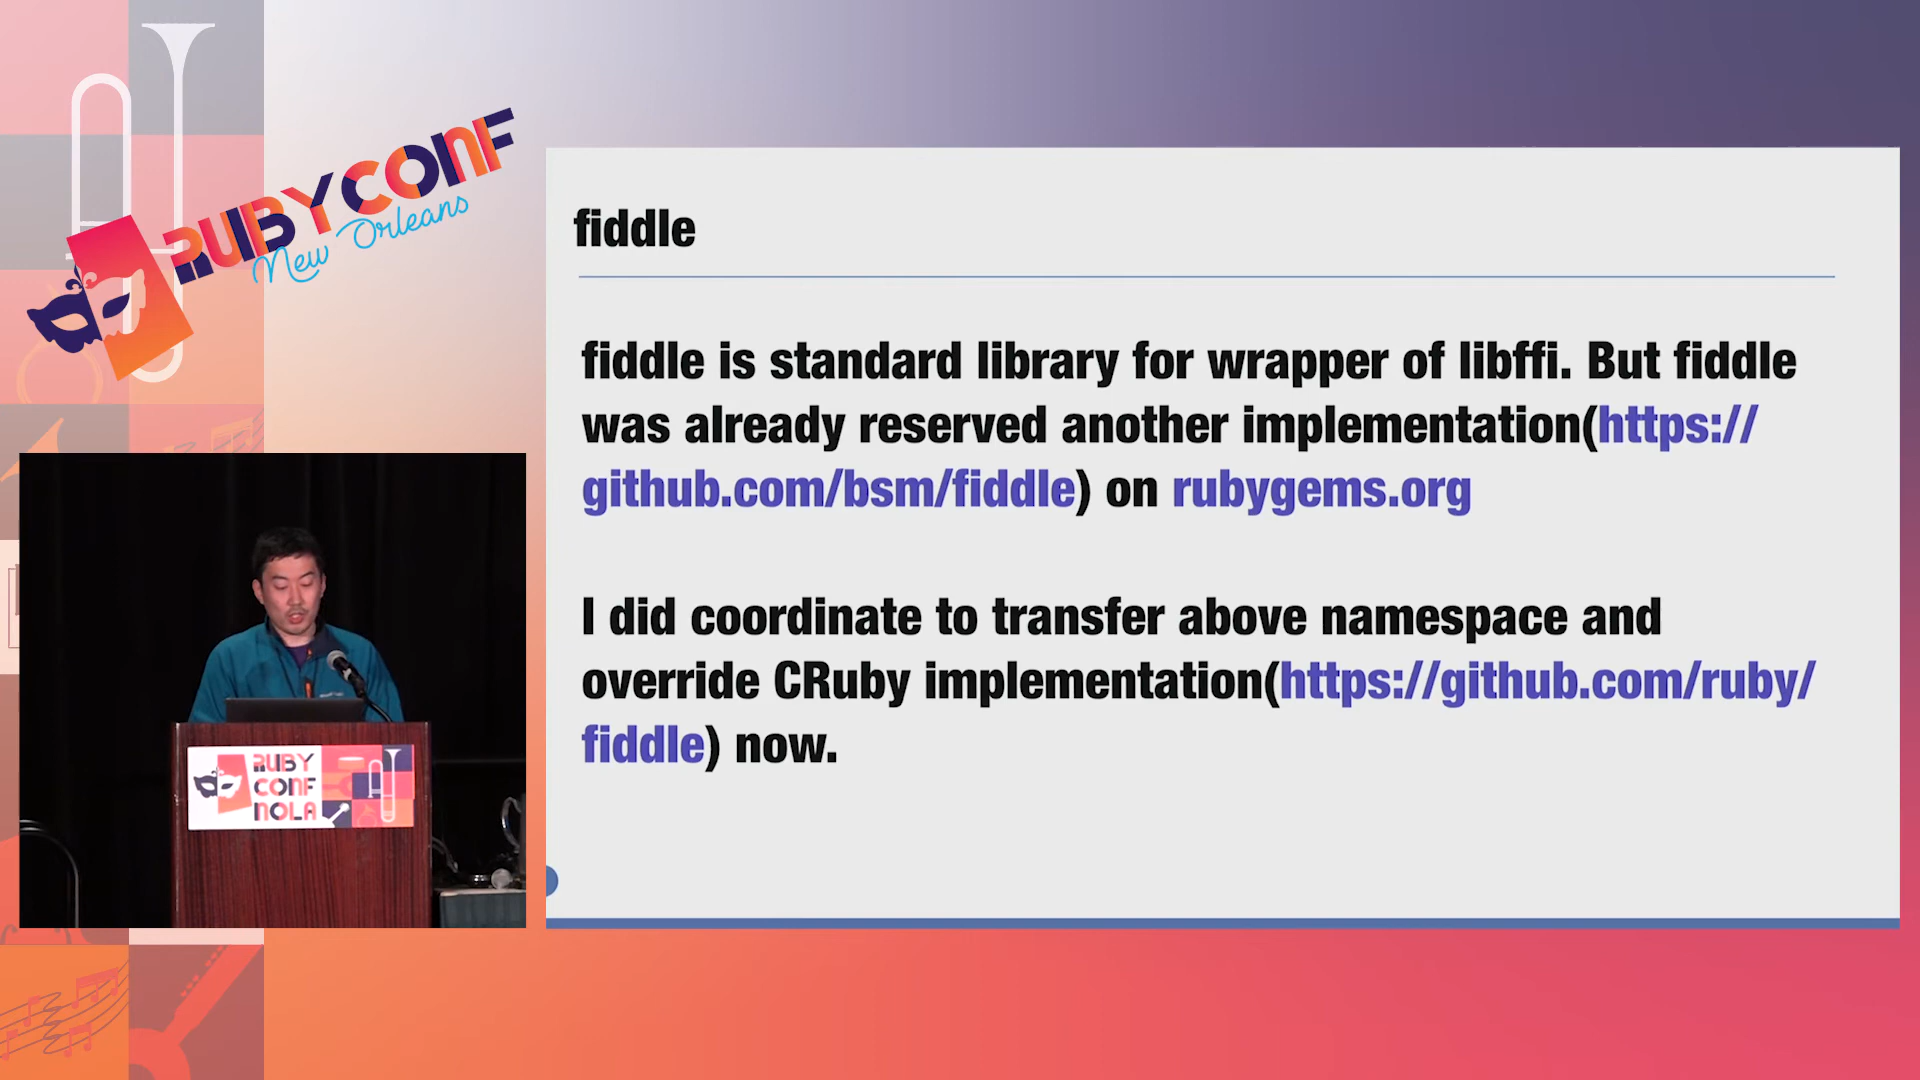 RUBYCONF
New Orleans
fiddle
fiddle is standard library for wrapper of libffi. But fiddle
was already reserved another implementation(https://
github.com/bsm/fiddle) on rubygems.org
I did coordinate to transfer above namespace and
override CRuby implementation(https://github.com/ruby/
fiddle) now.
RUBY
CONF
NOLA